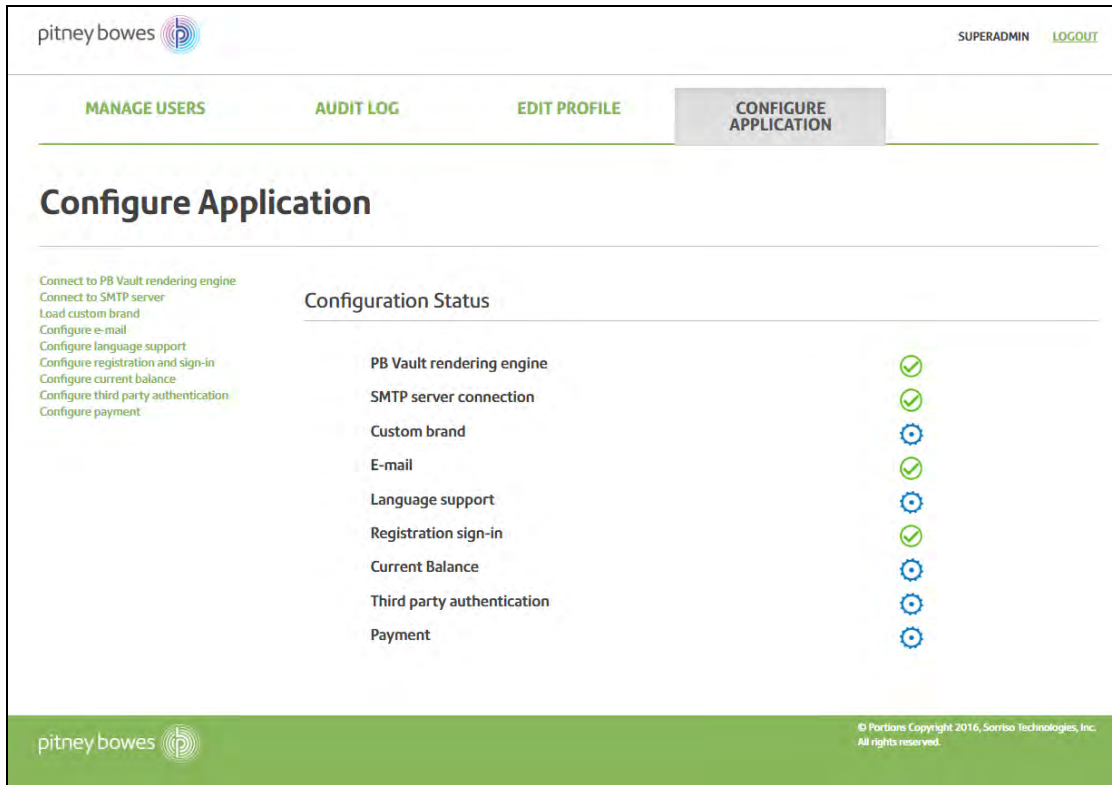 pitney bowes
SUPERADMIN LOGOUT
MANAGE USERS AUDIT LOG EDIT PROFILE CONFIGURE
APPLICATION
Configure Application
Connect to PB Vault rendering engine
Connect to SMTP server
Load custom brand
Configure e-mail
Configure language support
Configure registration and sign-in
Configure current balance
Configure third party authentication
Configure payment
Configuration Status
PB Vault rendering engine
SMTP server connection
Custom brand
E-mail
Language support
Registration sign-in
Current Balance
Third party authentication
Payment
pitney bowes
© Portions Copyright 2016, Sorriso Technologies, Inc.
All rights reserved.